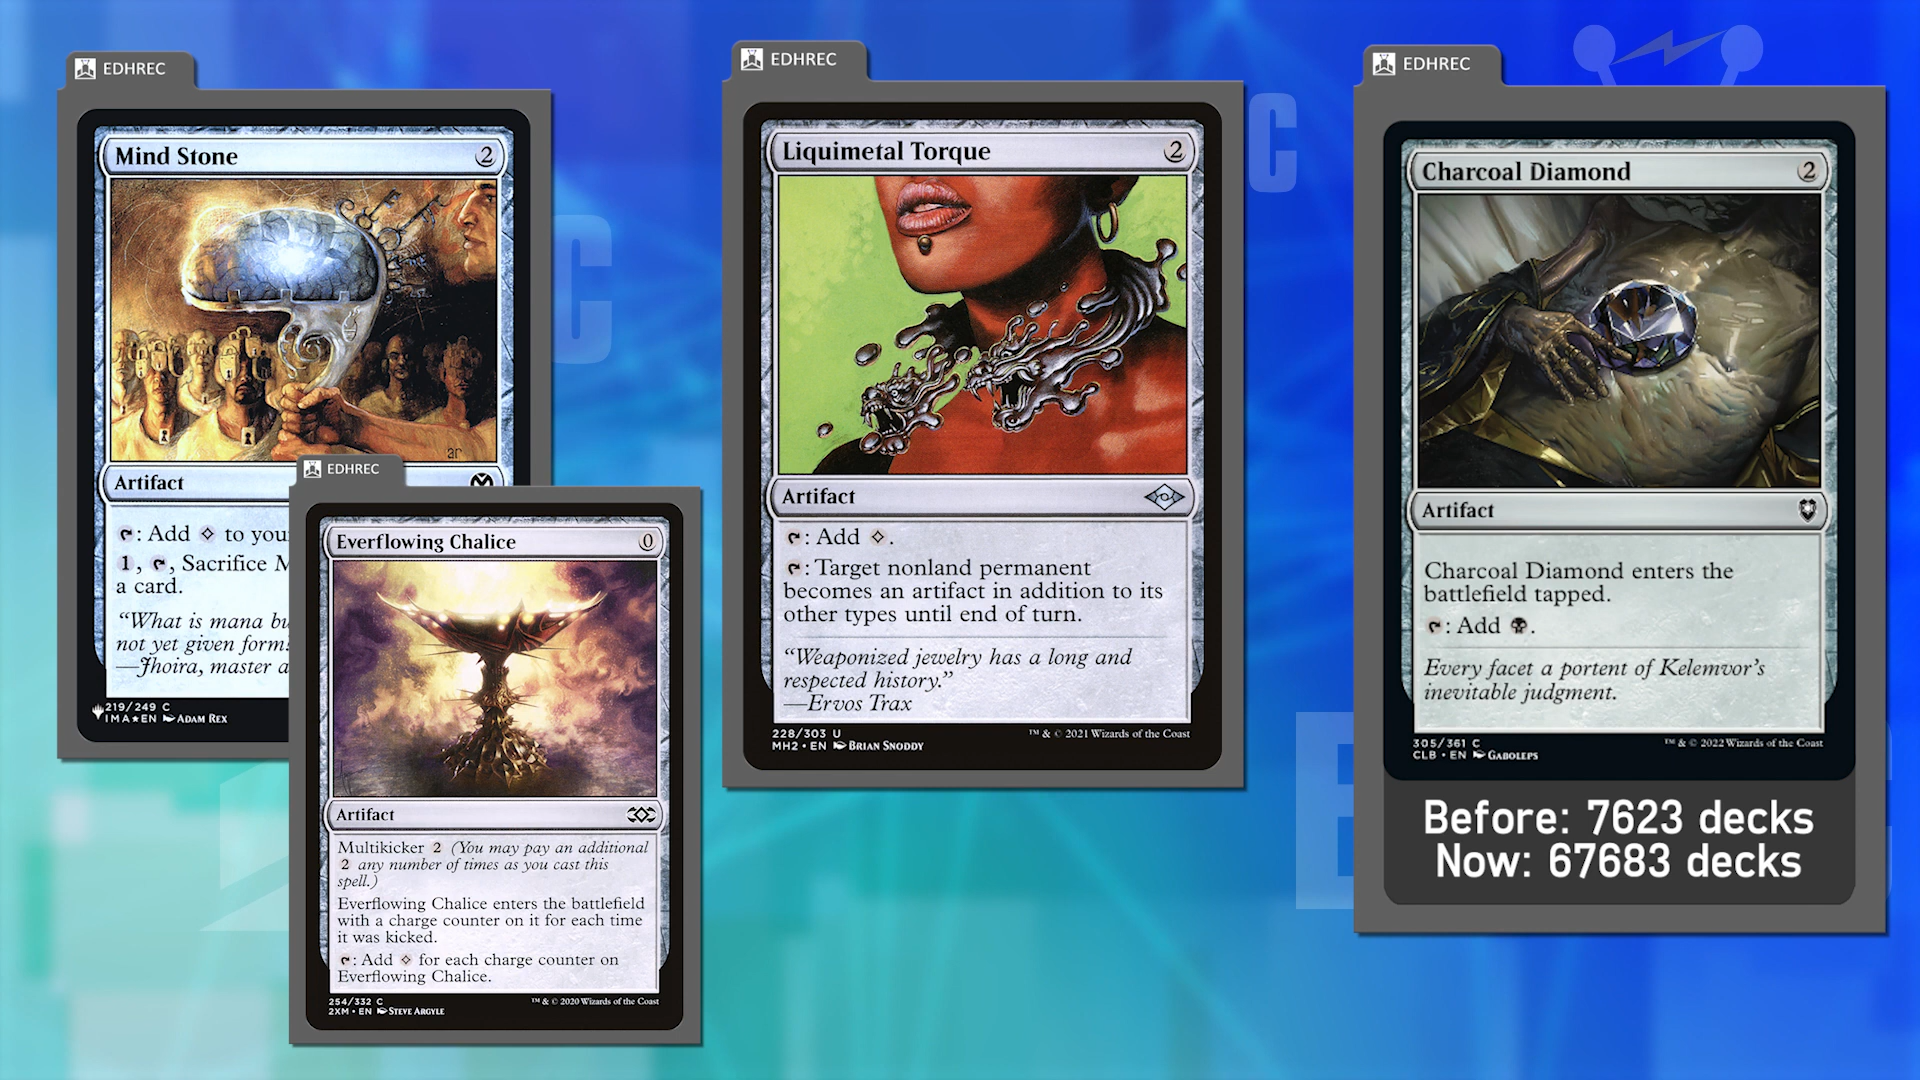 EDHREC
Mind Stone 2
Artifact
: Add to you
1, , Sacrifice M
a card.
"What is mana bu
not yet given form?
—Jhoira, master a
219/249 C
IMA★EN ADAM REX
EDHREC
Everflowing Chalice 0
Artifact
Multikicker 2 (You may pay an additional
2 any number of times as you cast this
spell.)
Everflowing Chalice enters the battlefield
with a charge counter on it for each time
it was kicked.
: Add for each charge counter on
Everflowing Chalice.
254/332 C
2XM • EN STEVE ARGYLE
™ & © 2020 Wizards of the Coast
EDHREC
Liquimetal Torque 2
Artifact
: Add .
: Target nonland permanent
becomes an artifact in addition to its
other types until end of turn.
"Weaponized jewelry has a long and
respected history."
—Ervos Trax
228/303 U
MH2 • EN BRIAN SNODDY
™ & © 2021 Wizards of the Coast
EDHREC
Charcoal Diamond 2
Artifact
Charcoal Diamond enters the
battlefield tapped.
: Add .
Every facet a portent of Kelemvor's
inevitable judgment.
305/361 C
CLB • EN GABOLEPS
™ & © 2022 Wizards of the Coast
Before: 7623 decks
Now: 67683 decks